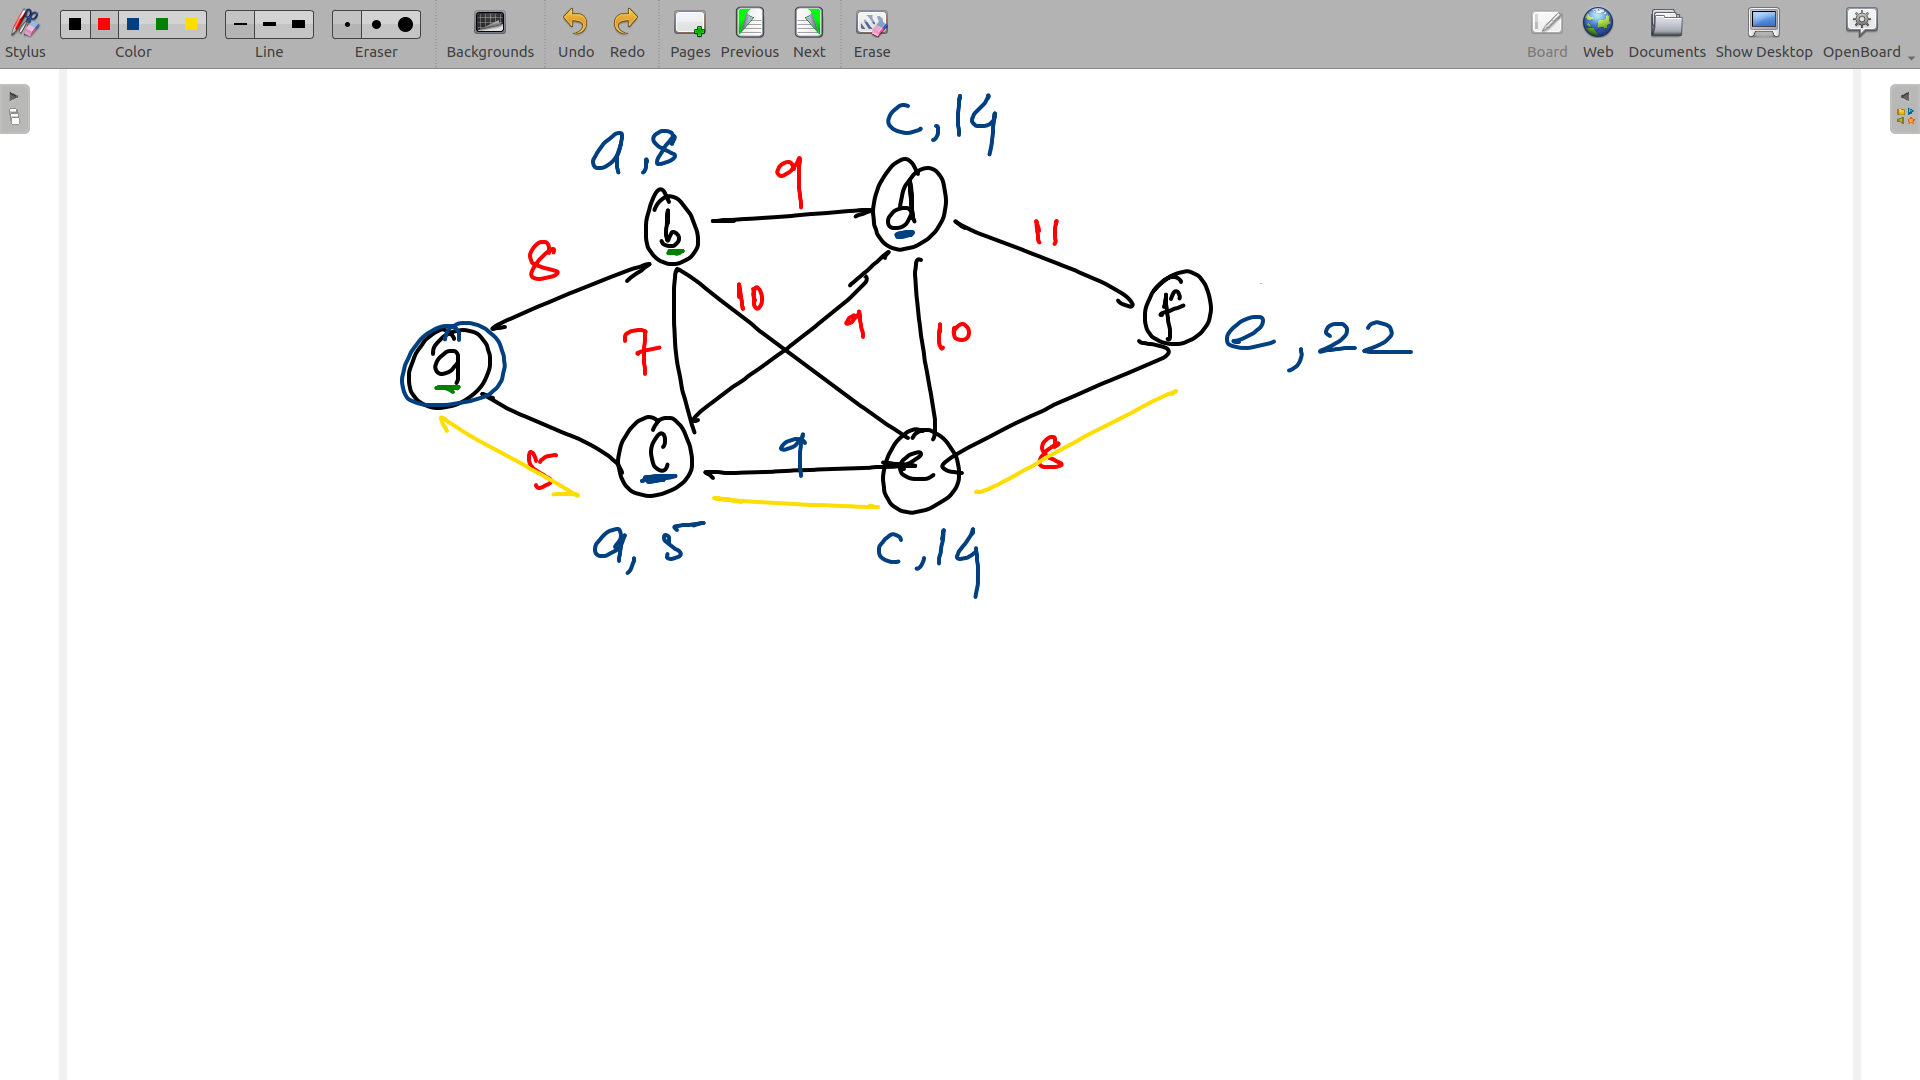 Stylus Color Line Eraser Backgrounds Undo Redo Pages Previous Next Erase Board Web Documents Show Desktop OpenBoard
c,14
a,8
9
d
b
11
8
10
f
9
10
7
e,22
a
c
9
e
8
5
a,5
c,14